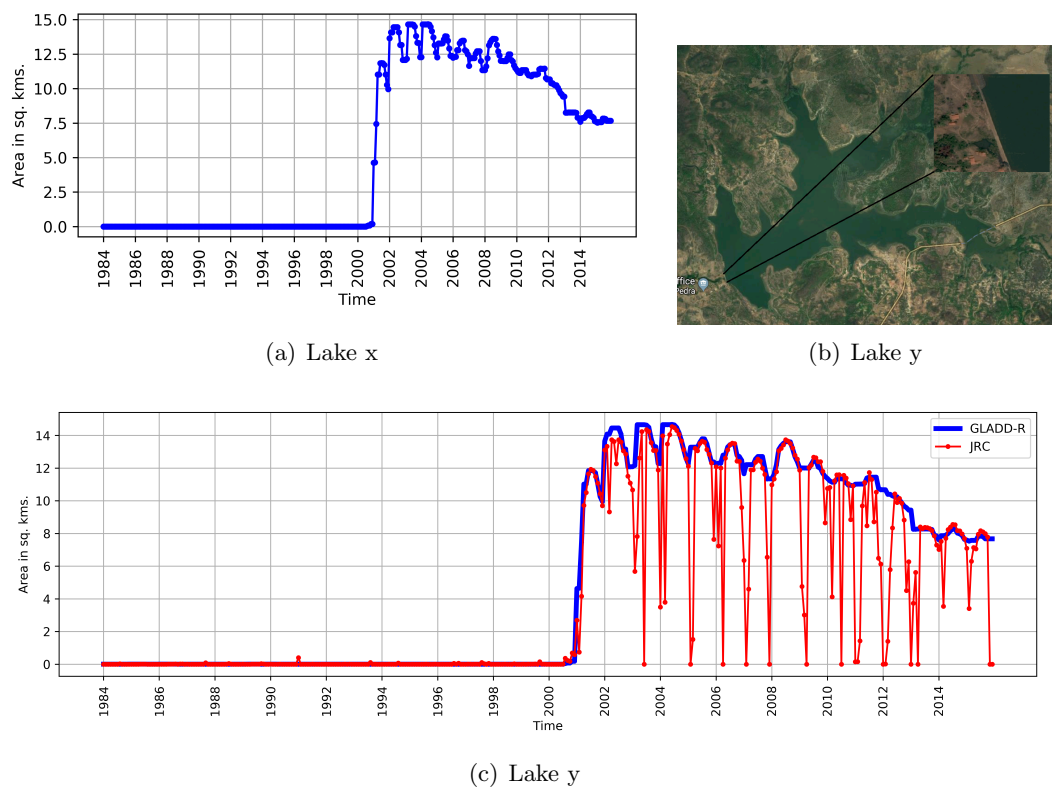 15.0
12.5
10.0
7.5
5.0
2.5
0.0
Area in sq. kms.
1984 1986 1988 1990 1992 1994 1996 1998 2000 2002 2004 2006 2008 2010 2012 2014
Time
ffice
Pedra
(a) Lake x
(b) Lake y
14
12
10
8
6
4
2
0
Area in sq. kms.
GLADD-R
JRC
1984 1986 1988 1990 1992 1994 1996 1998 2000 2002 2004 2006 2008 2010 2012 2014
Time
(c) Lake y